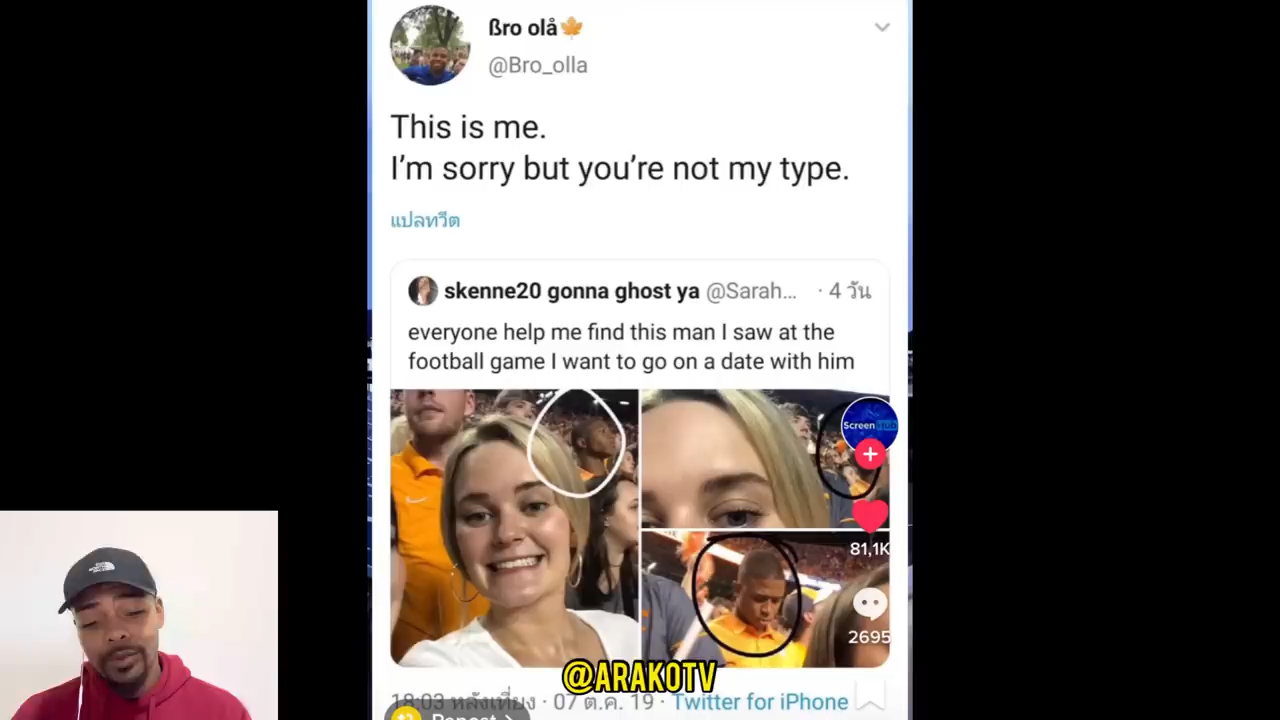 ßro olå🍁
@Bro_olla
This is me.
I’m sorry but you’re not my type.
แปลทวีต
skenne20 gonna ghost ya @Sarah... · 4 วัน
everyone help me find this man I saw at the
football game I want to go on a date with him
ScreenHub
81,1K
2695
@ARAKOTV
18:03 หลังเที่ยง · 07 ต.ค. 19 · Twitter for iPhone
Repost >